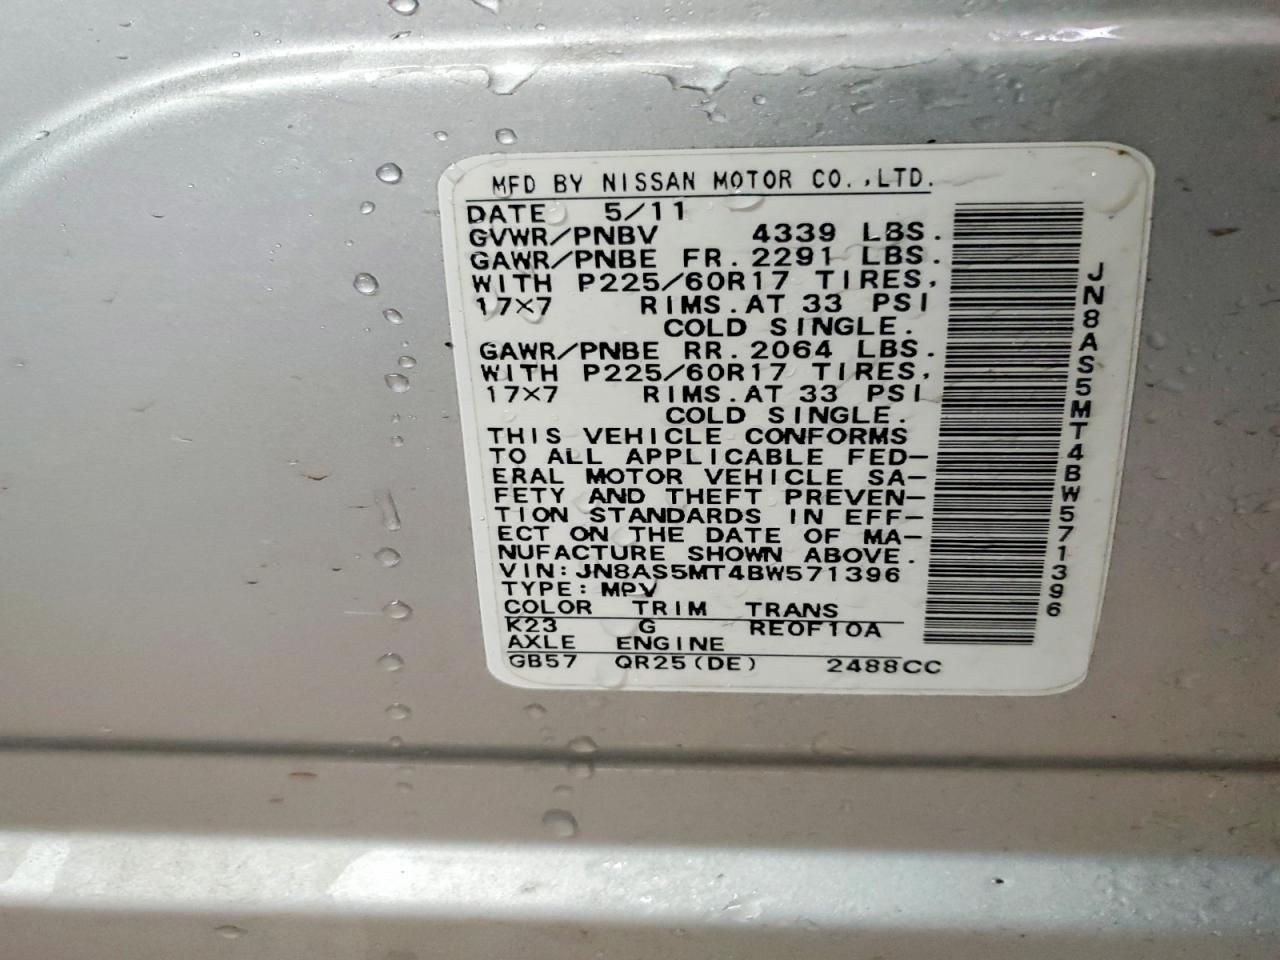 MFD BY NISSAN MOTOR CO.,LTD.
DATE 5/11
GVWR/PNBV 4339 LBS.
GAWR/PNBE FR. 2291 LBS.
WITH P225/60R17 TIRES,
17×7 RIMS. AT 33 PSI
COLD SINGLE.
GAWR/PNBE RR. 2064 LBS.
WITH P225/60R17 TIRES,
17×7 RIMS. AT 33 PSI
COLD SINGLE.
THIS VEHICLE CONFORMS
TO ALL APPLICABLE FED-
ERAL MOTOR VEHICLE SA-
FETY AND THEFT PREVEN-
TION STANDARDS IN EFF-
ECT ON THE DATE OF MA-
NUFACTURE SHOWN ABOVE.
VIN: JN8AS5MT4BW571396
TYPE: MPV
COLOR TRIM TRANS
K23 G RE0F10A
AXLE ENGINE
GB57 QR25(DE) 2488CC
JN8AS5MT4BW571396